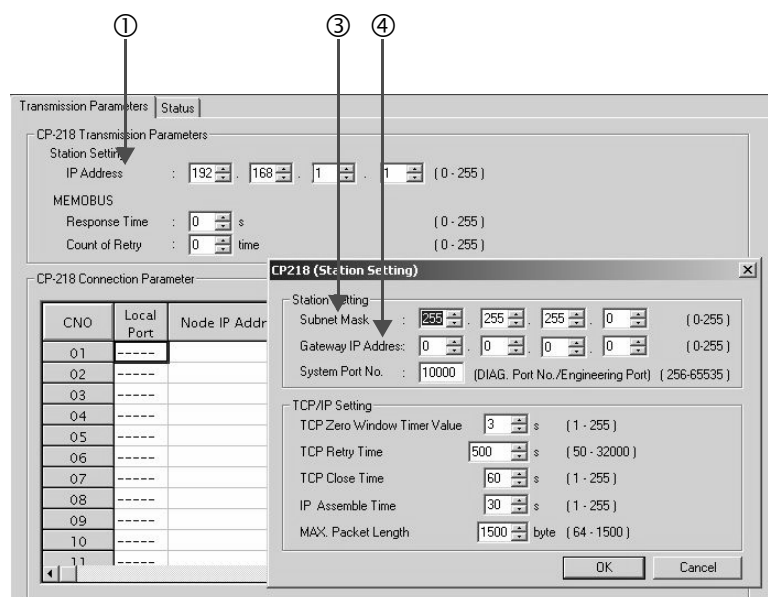 ① ③ ④
Transmission Parameters Status
CP-218 Transmission Parameters
Station Setting
IP Address : 192 . 168 . 1 . 1 ( 0 - 255 )
MEMOBUS
Response Time : 0 s ( 0 - 255 )
Count of Retry : 0 time ( 0 - 255 )
CP-218 Connection Parameter
CNO Local Port Node IP Addr
01 -----
02 -----
03 -----
04 -----
05 -----
06 -----
07 -----
08 -----
09 -----
10 -----
11 -----
CP218 (Station Setting)
Station Setting
Subnet Mask : 255 . 255 . 255 . 0 ( 0-255 )
Gateway IP Addres: 0 . 0 . 0 . 0 ( 0-255 )
System Port No. : 10000 (DIAG. Port No./Engineering Port) ( 256-65535 )
TCP/IP Setting
TCP Zero Window Timer Value 3 s ( 1 - 255 )
TCP Retry Time 500 s ( 50 - 32000 )
TCP Close Time 60 s ( 1 - 255 )
IP Assemble Time 30 s ( 1 - 255 )
MAX. Packet Length 1500 byte ( 64 - 1500 )
OK Cancel